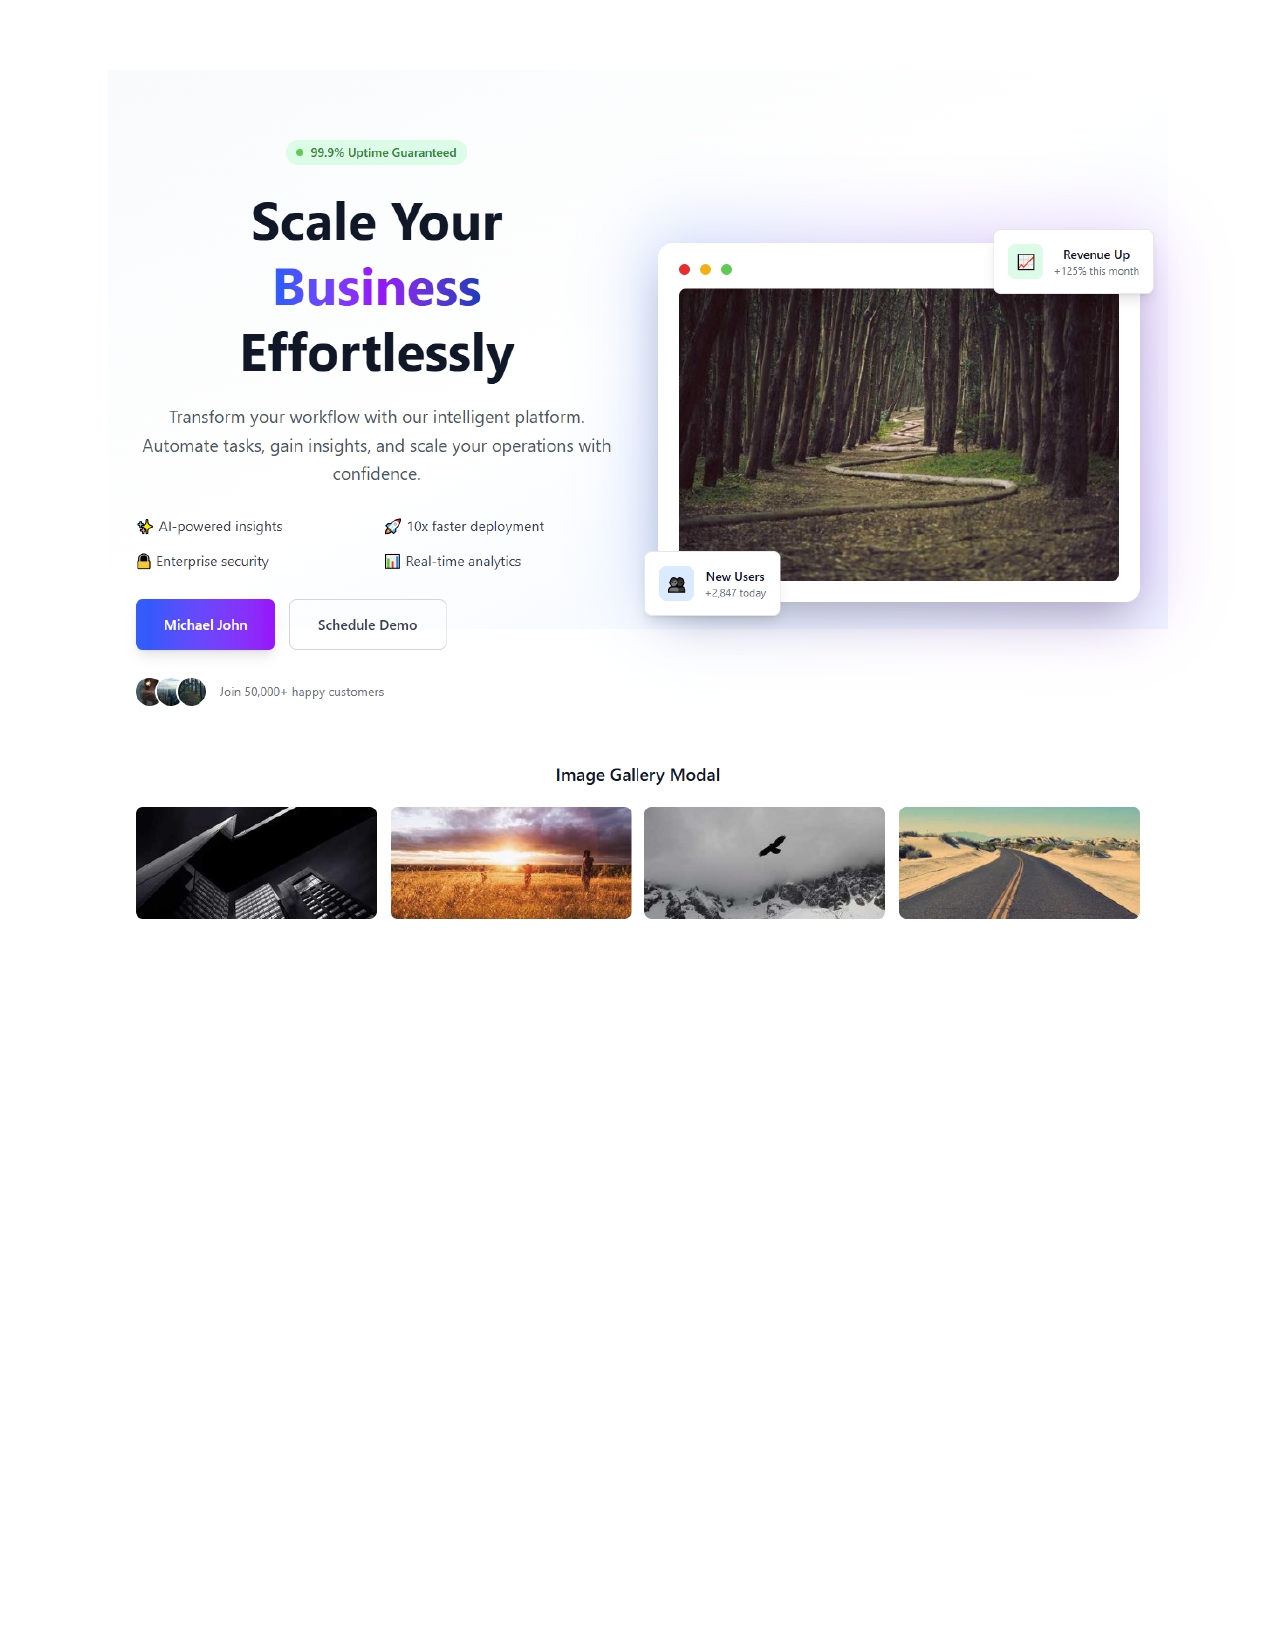 99.9% Uptime Guaranteed
Scale Your
Business
Effortlessly
Transform your workflow with our intelligent platform.
Automate tasks, gain insights, and scale your operations with
confidence.
AI-powered insights
10x faster deployment
Enterprise security
Real-time analytics
Michael John
Schedule Demo
Join 50,000+ happy customers
Revenue Up
+125% this month
New Users
+2,847 today
Image Gallery Modal